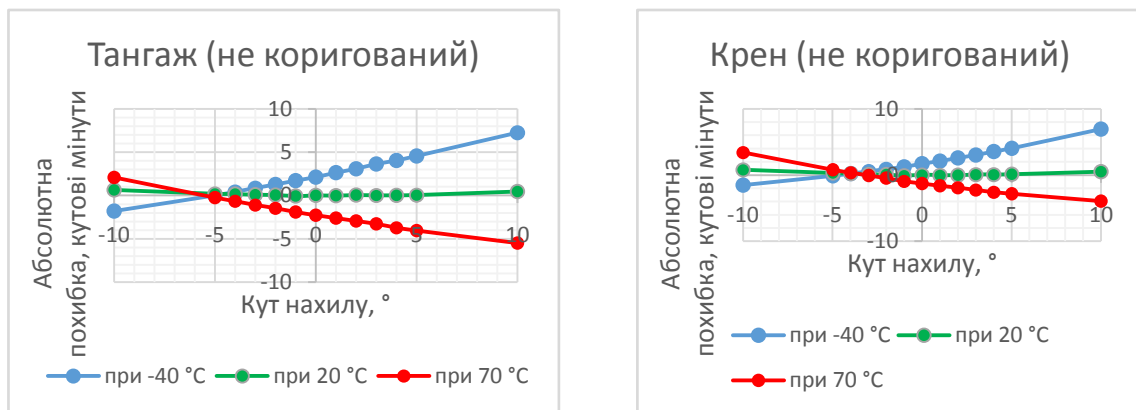 Тангаж (не коригований)
Абсолютна
похибка, кутові мінути
10
5
0
-5
-10
-10
-5
0
5
10
Кут нахилу, °
при -40 °C
при 20 °C
при 70 °C
Крен (не коригований)
Абсолютна
похибка, кутові мінути
10
0
-10
-10
-5
0
5
10
Кут нахилу, °
при -40 °C
при 20 °C
при 70 °C